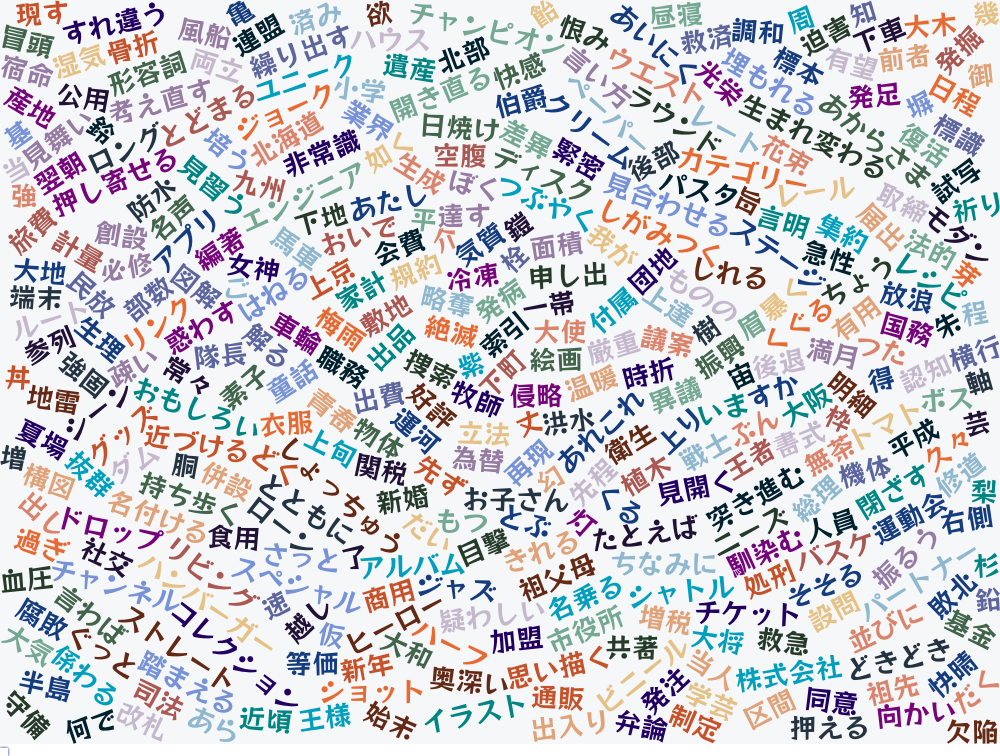 現す
すれ違う
風船
亀
連盟
済み
欲
チャンピオン
飴
恨み
あいにく
昼寝
救済
調和
周
迫害
知
下車
大木
幾
冒頭
宿命
湿気
骨折
形容詞
両立
繰り出す
ハウス
遺産
北部
快感
言い方
ウエスト
光栄
埋もれる
標本
有望
前者
発掘
御
産地
公用
考え直す
とどまる
ユニーク
ジョーク
小学
業界
開き直る
伯爵
クリーム
ペーパー
ラウンド
レート
生まれ変わる
あからさま
発足
塀
日程
標識
基
当
見舞い
鈴
ロング
培う
北海道
非常識
如く
日焼け
差異
緊密
後部
カテゴリー
花束
復活
試写
強
翌朝
押し寄せる
見習う
九州
エンジニア
生成
空腹
ぼく
ディスク
つぶやく
見合わせる
パスタ
旨
レール
取締
モダン
祈り
旅費
計量
創設
防水
名声
アプリ
編著
馬車
下地
あたし
おいで
平
達す
会費
介
気質
鎧
怪
面積
我が
しがみつく
ステージ
言明
集約
急性
届出
法的
レンピ
芽
大地
端末
必修
民放
部数
図解
女神
はねる
上京
家計
規約
冷凍
申し出
団地
ものの
しれる
ちょう
放浪
ルート
参列
生理
リンク
惑わす
解る
車輪
梅雨
敷地
略奪
発病
一帯
付属
上達
樹
眉
暴く
くぐる
有用
国務
朱
程
強固
疎い
常々
隊長
素子
童話
職務
出品
絶滅
捜索
索引
紫
下町
大使
絵画
厳重
議案
振興
宙
後退
満月
つた
得
認知
横行
丼
地雷
おもしろい
衣服
青春
出費
好評
牧師
侵略
温暖
時折
異議
いますか
大阪
明細
枠
トマト
ボス
軸
芸
夏場
抜群
グッズ
近づける
どく
上旬
物体
運河
立法
丈
洪水
あれこれ
衛生
上り
戦士
ぶん
王者
書式
無茶
平成
久々
増
構図
タイム
胴
併設
しょっちゅう
関税
先ず
為替
再現
幻
先程
植木
見開く
突き進む
総理
機体
閉ざす
修道
梨
出し
ドロップ
名付ける
持ち歩く
ローン
とともに
新婚
お子さん
だい
もつ
とぶ
へる
たとえば
ニーズ
人員
運動会
右側
過ぎ
社交
リビング
食用
さっと
アルバム
目撃
きれる
ちなみに
馴染む
バスケ
振るう
血圧
チャンネル
ハンバーガー
スペシャル
商用
ジャズ
祖父母
名乗る
シャトル
処刑
そそる
パートナー
杉
腐敗
言わば
ストレート
コレクション
速
越し
仮
ヒーロー
疑わしい
市役所
増税
チケット
設問
敗北
鉛
大気
ぐっと
係わる
踏まえる
等価
新年
大和
ハーフ
加盟
共著
大将
救急
並びに
基金
半島
司法
ショット
奥深い
思い描く
ビニール
当
発注
株式会社
どきどき
快晴
守備
何で
改札
あら
近頃
王様
始末
イラスト
通販
出入り
弁論
学芸
制定
区間
同意
押える
祖先
向かい
だく
欠陥